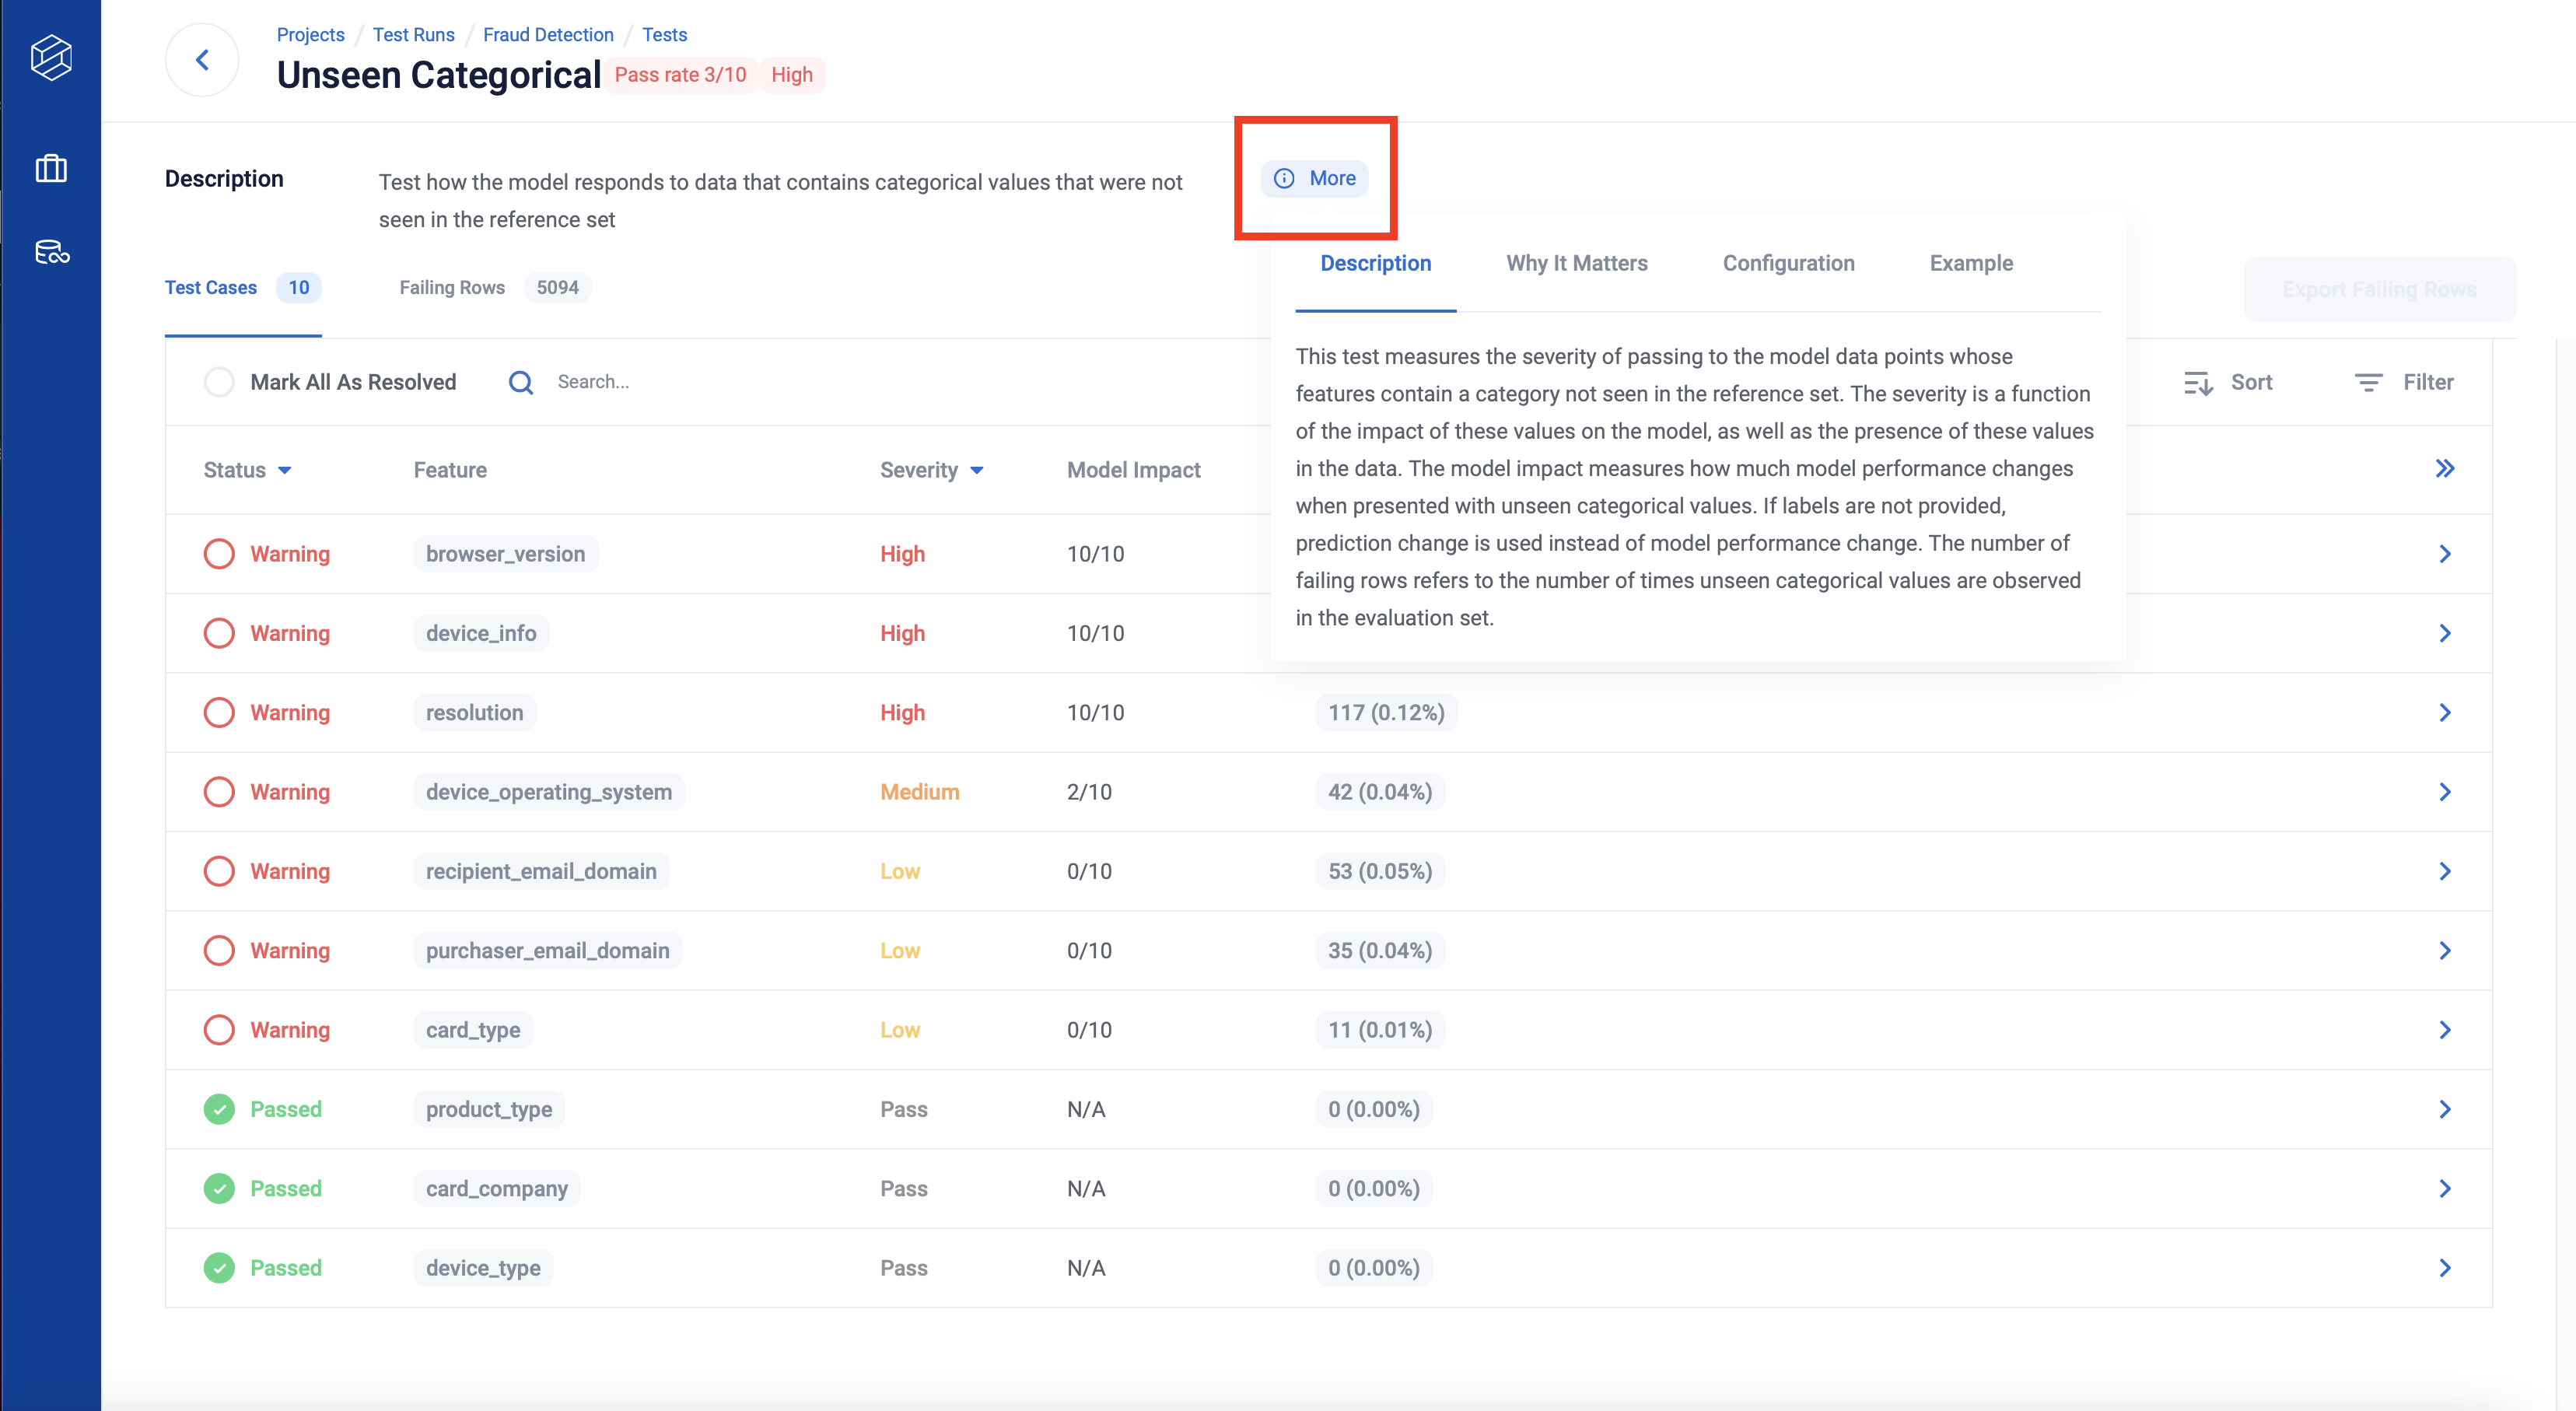 Projects / Test Runs / Fraud Detection / Tests
Unseen Categorical Pass rate 3/10 High
Description
Test how the model responds to data that contains categorical values that were not
seen in the reference set
More
Description Why It Matters Configuration Example
This test measures the severity of passing to the model data points whose
features contain a category not seen in the reference set. The severity is a function
of the impact of these values on the model, as well as the presence of these values
in the data. The model impact measures how much model performance changes
when presented with unseen categorical values. If labels are not provided,
prediction change is used instead of model performance change. The number of
failing rows refers to the number of times unseen categorical values are observed
in the evaluation set.
Test Cases 10 Failing Rows 5094
Export Failing Rows
Mark All As Resolved Search... Sort Filter
Status Feature Severity Model Impact
Warning browser_version High 10/10
Warning device_info High 10/10
Warning resolution High 10/10 117 (0.12%)
Warning device_operating_system Medium 2/10 42 (0.04%)
Warning recipient_email_domain Low 0/10 53 (0.05%)
Warning purchaser_email_domain Low 0/10 35 (0.04%)
Warning card_type Low 0/10 11 (0.01%)
Passed product_type Pass N/A 0 (0.00%)
Passed card_company Pass N/A 0 (0.00%)
Passed device_type Pass N/A 0 (0.00%)